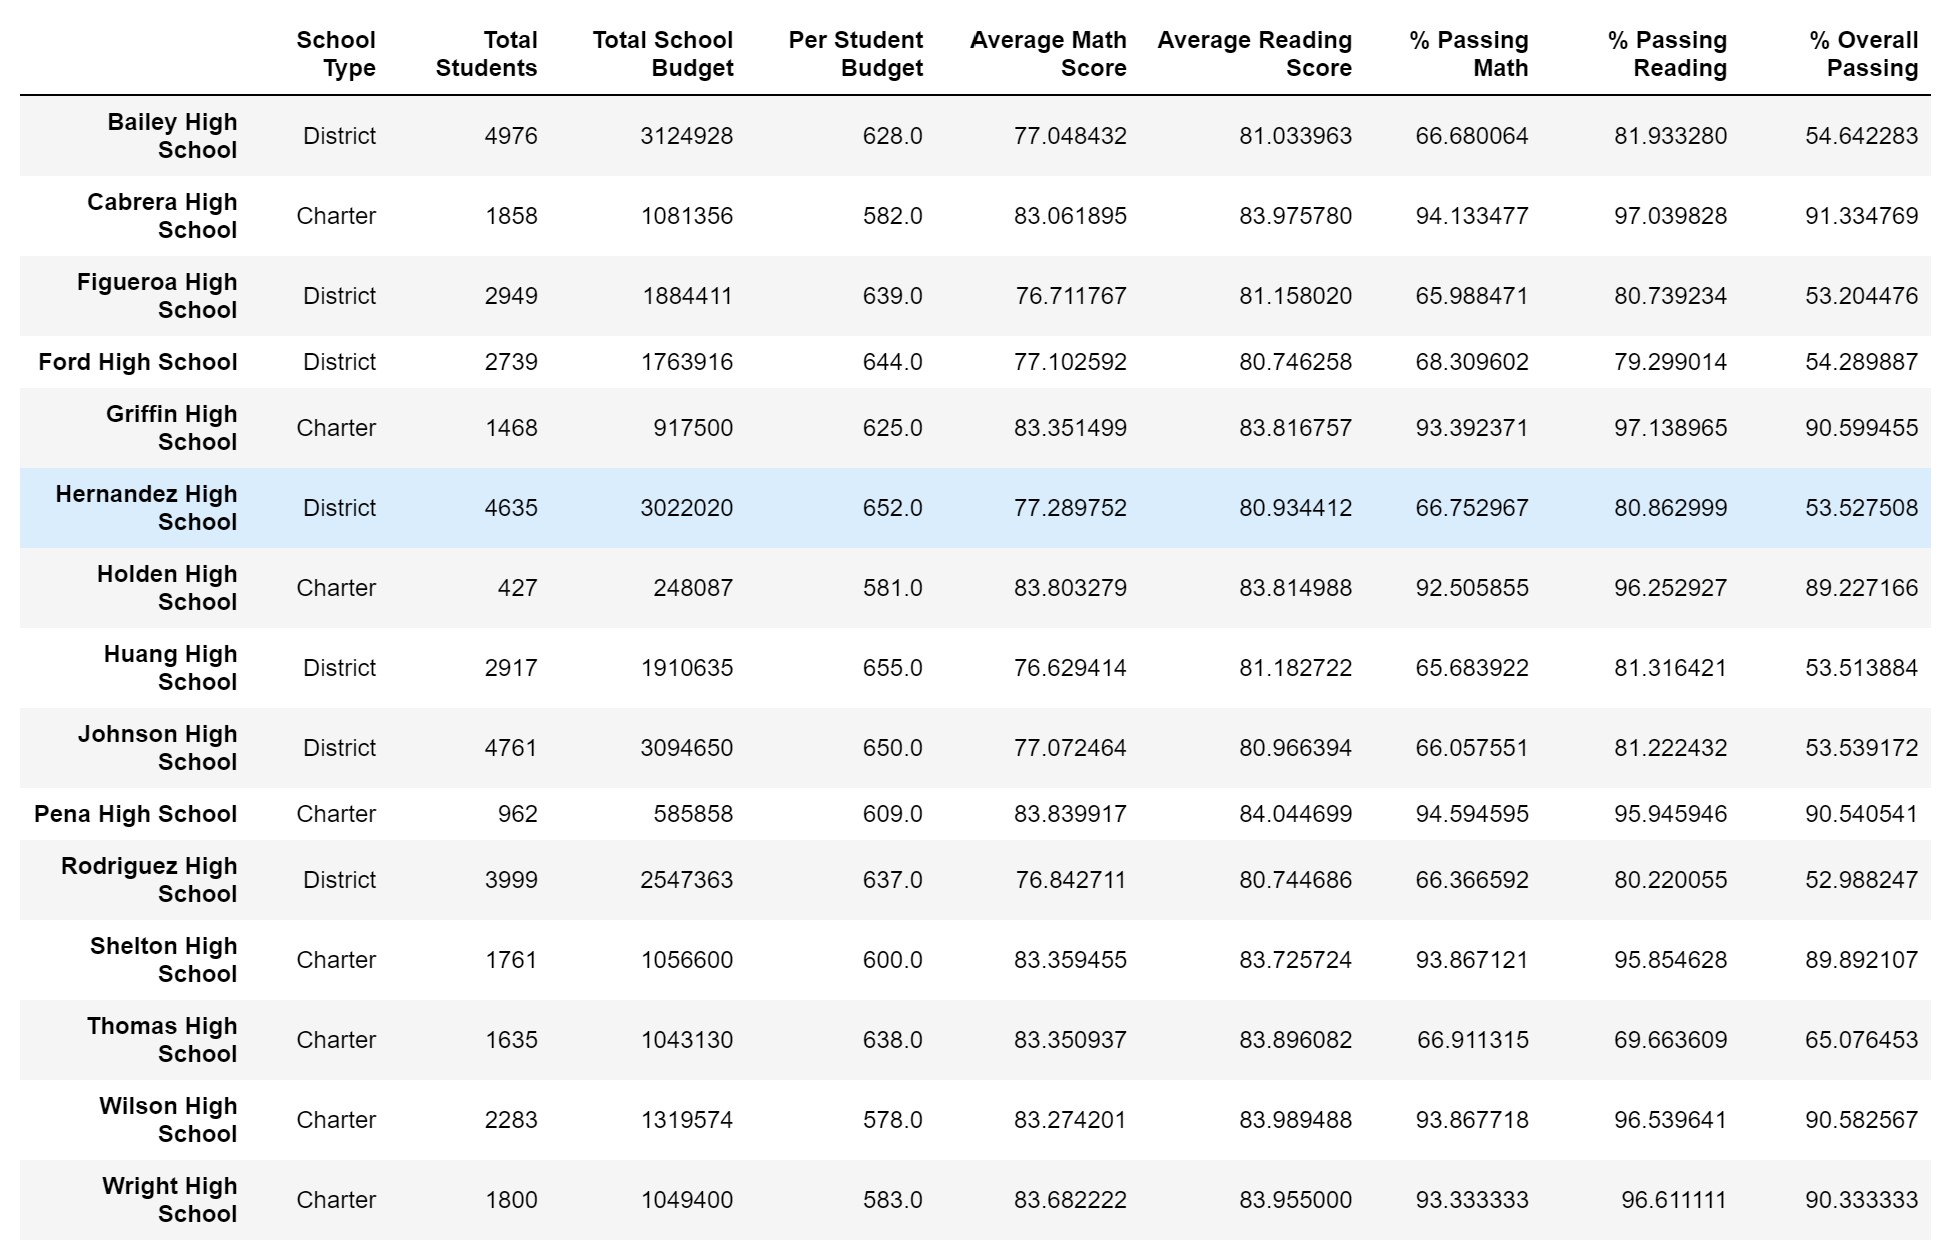 School Type Total Students Total School Budget Per Student Budget Average Math Score Average Reading Score % Passing Math % Passing Reading % Overall Passing
Bailey High School District 4976 3124928 628.0 77.048432 81.033963 66.680064 81.933280 54.642283
Cabrera High School Charter 1858 1081356 582.0 83.061895 83.975780 94.133477 97.039828 91.334769
Figueroa High School District 2949 1884411 639.0 76.711767 81.158020 65.988471 80.739234 53.204476
Ford High School District 2739 1763916 644.0 77.102592 80.746258 68.309602 79.299014 54.289887
Griffin High School Charter 1468 917500 625.0 83.351499 83.816757 93.392371 97.138965 90.599455
Hernandez High School District 4635 3022020 652.0 77.289752 80.934412 66.752967 80.862999 53.527508
Holden High School Charter 427 248087 581.0 83.803279 83.814988 92.505855 96.252927 89.227166
Huang High School District 2917 1910635 655.0 76.629414 81.182722 65.683922 81.316421 53.513884
Johnson High School District 4761 3094650 650.0 77.072464 80.966394 66.057551 81.222432 53.539172
Pena High School Charter 962 585858 609.0 83.839917 84.044699 94.594595 95.945946 90.540541
Rodriguez High School District 3999 2547363 637.0 76.842711 80.744686 66.366592 80.220055 52.988247
Shelton High School Charter 1761 1056600 600.0 83.359455 83.725724 93.867121 95.854628 89.892107
Thomas High School Charter 1635 1043130 638.0 83.350937 83.896082 66.911315 69.663609 65.076453
Wilson High School Charter 2283 1319574 578.0 83.274201 83.989488 93.867718 96.539641 90.582567
Wright High School Charter 1800 1049400 583.0 83.682222 83.955000 93.333333 96.611111 90.333333